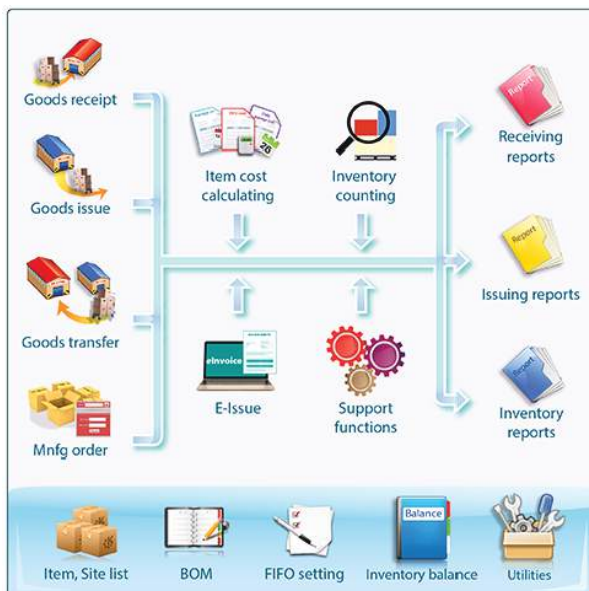 Goods receipt
Goods issue
Goods transfer
Mnfg order
Item cost
calculating
Inventory
counting
eInvoice
E-Issue
Support
functions
Report
Receiving
reports
Report
Issuing reports
Report
Inventory
reports
Item, Site list
BOM
FIFO setting
Balance
Inventory balance
Utilities